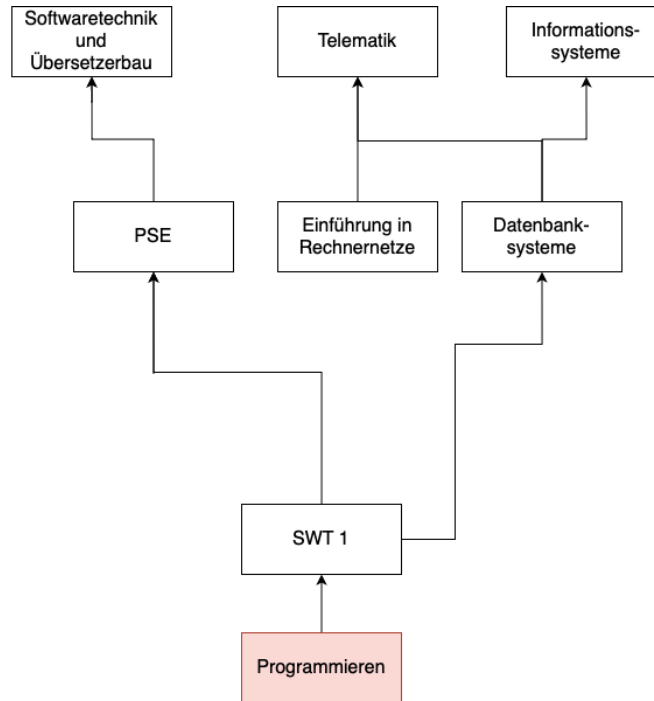 Softwaretechnik
und
Übersetzerbau
Telematik
Informations-
systeme
PSE
Einführung in
Rechnernetze
Datenbank-
systeme
SWT 1
Programmieren